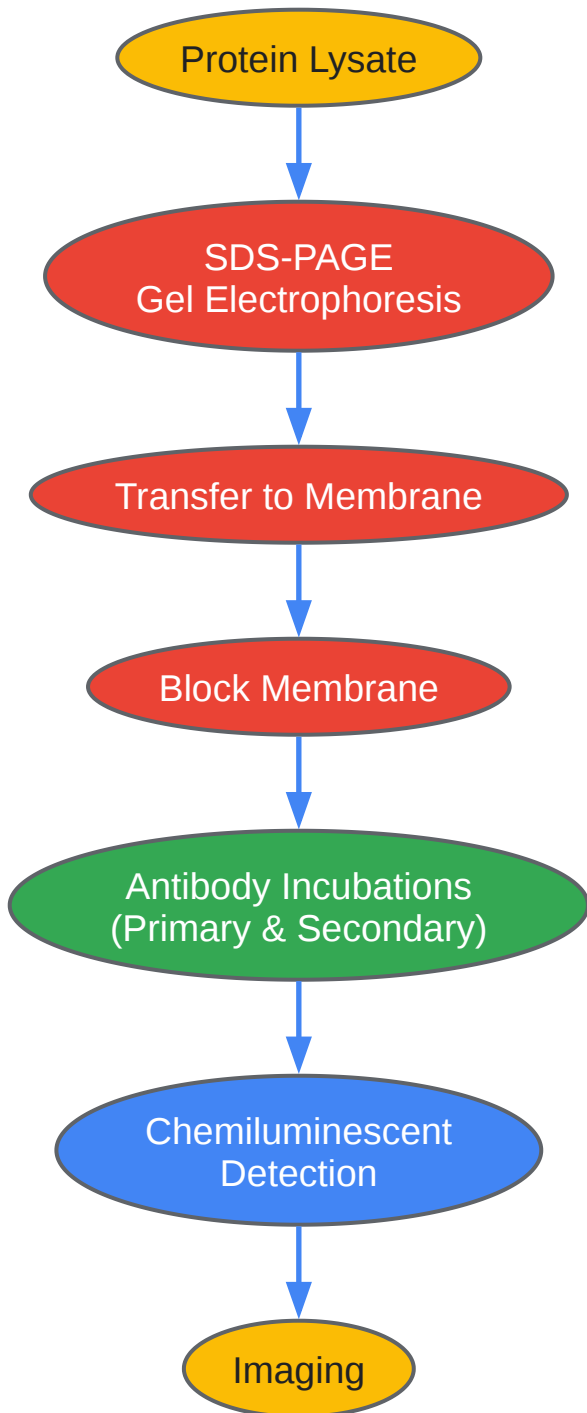 Protein Lysate
SDS-PAGE
Gel Electrophoresis
Transfer to Membrane
Block Membrane
Antibody Incubations
(Primary & Secondary)
Chemiluminescent
Detection
Imaging